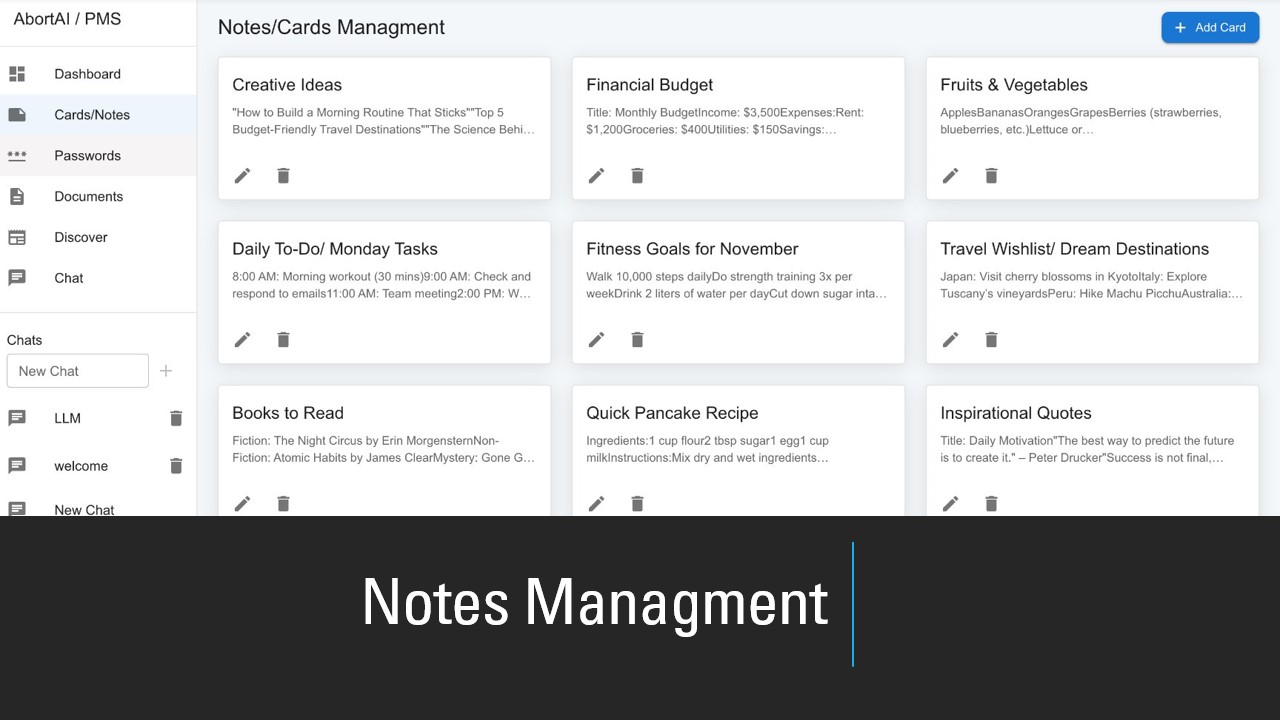 AbortAI / PMS
Dashboard
Cards/Notes
Passwords
Documents
Discover
Chat
Chats
New Chat
LLM
welcome
New Chat
Notes/Cards Managment
Add Card
Creative Ideas
"How to Build a Morning Routine That Sticks""Top 5
Budget-Friendly Travel Destinations""The Science Behi…
Financial Budget
Title: Monthly BudgetIncome: $3,500Expenses:Rent:
$1,200Groceries: $400Utilities: $150Savings:…
Fruits & Vegetables
ApplesBananasOrangesGrapesBerries (strawberries,
blueberries, etc.)Lettuce or…
Daily To-Do/ Monday Tasks
8:00 AM: Morning workout (30 mins)9:00 AM: Check and
respond to emails11:00 AM: Team meeting2:00 PM: W…
Fitness Goals for November
Walk 10,000 steps dailyDo strength training 3x per
weekDrink 2 liters of water per dayCut down sugar inta…
Travel Wishlist/ Dream Destinations
Japan: Visit cherry blossoms in KyotoItaly: Explore
Tuscany's vineyardsPeru: Hike Machu PicchuAustralia:…
Books to Read
Fiction: The Night Circus by Erin MorgensternNon-
Fiction: Atomic Habits by James ClearMystery: Gone G…
Quick Pancake Recipe
Ingredients:1 cup flour2 tbsp sugar1 egg1 cup
milkInstructions:Mix dry and wet ingredients…
Inspirational Quotes
Title: Daily Motivation"The best way to predict the future
is to create it." – Peter Drucker"Success is not final,…
Notes Managment